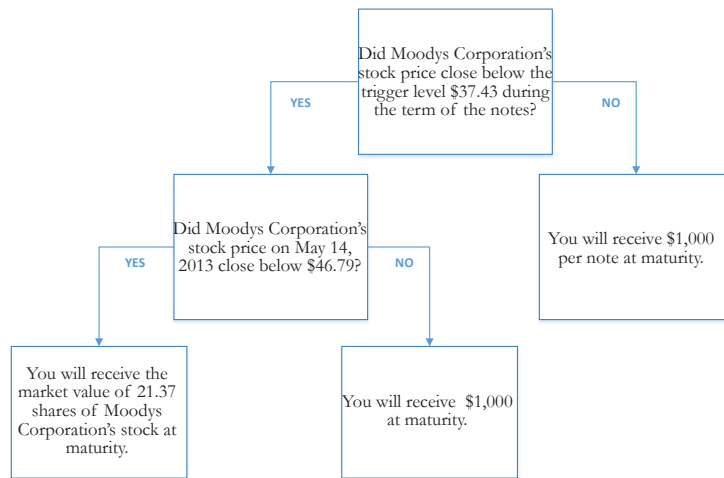 Did Moodys Corporation's
stock price close below the
trigger level $37.43 during
the term of the notes?
YES
NO
Did Moodys Corporation's
stock price on May 14,
2013 close below $46.79?
You will receive $1,000
per note at maturity.
YES
NO
You will receive the
market value of 21.37
shares of Moodys
Corporation's stock at
maturity.
You will receive $1,000
at maturity.